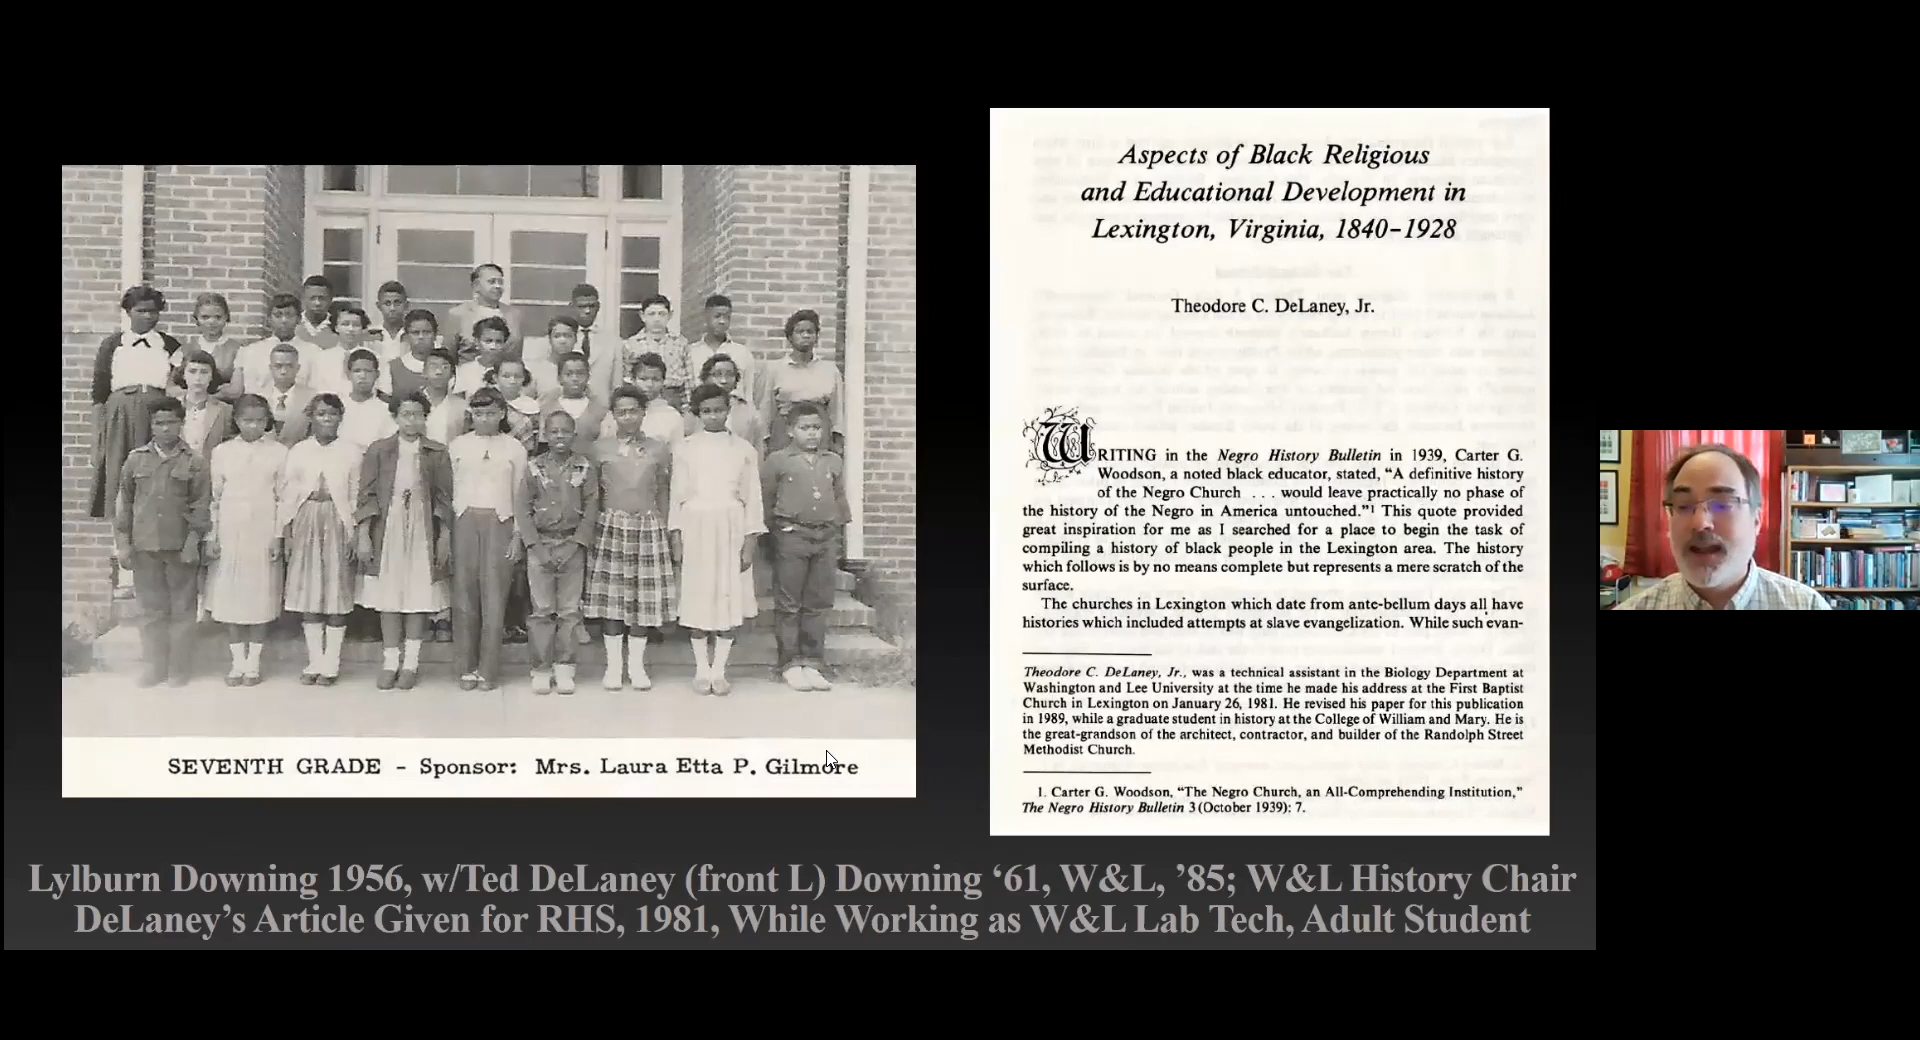 SEVENTH GRADE - Sponsor: Mrs. Laura Etta P. Gilmore
Aspects of Black Religious
and Educational Development in
Lexington, Virginia, 1840–1928
Theodore C. DeLaney, Jr.
WRITING in the Negro History Bulletin in 1939, Carter G.
Woodson, a noted black educator, stated, “A definitive history
of the Negro Church . . . would leave practically no phase of
the history of the Negro in America untouched.”1 This quote provided
great inspiration for me as I searched for a place to begin the task of
compiling a history of black people in the Lexington area. The history
which follows is by no means complete but represents a mere scratch of the
surface.
The churches in Lexington which date from ante-bellum days all have
histories which included attempts at slave evangelization. While such evan-
Theodore C. DeLaney, Jr., was a technical assistant in the Biology Department at
Washington and Lee University at the time he made his address at the First Baptist
Church in Lexington on January 26, 1981. He revised his paper for this publication
in 1989, while a graduate student in history at the College of William and Mary. He is
the great-grandson of the architect, contractor, and builder of the Randolph Street
Methodist Church.
1. Carter G. Woodson, “The Negro Church, an All-Comprehending Institution,”
The Negro History Bulletin 3 (October 1939): 7.
Lylburn Downing 1956, w/Ted DeLaney (front L) Downing ‘61, W&L, ’85; W&L History Chair
DeLaney’s Article Given for RHS, 1981, While Working as W&L Lab Tech, Adult Student